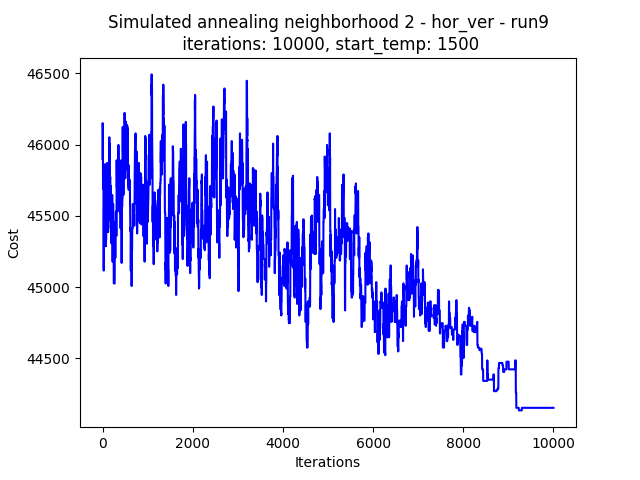 Simulated annealing neighborhood 2 - hor_ver - run9
iterations: 10000, start_temp: 1500
46500
46000
45500
45000
44500
Cost
0 2000 4000 6000 8000 10000
Iterations